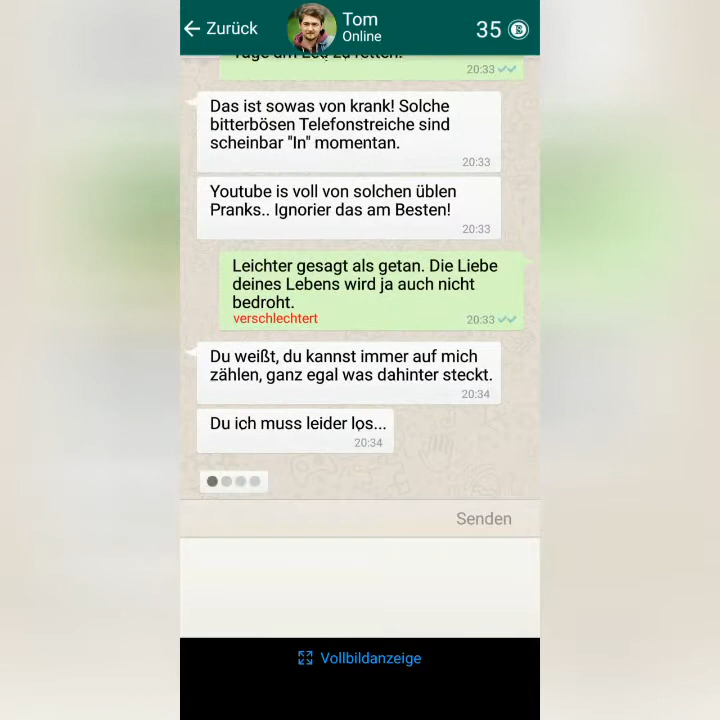 Zurück
Tom
Online
35
20:33
Das ist sowas von krank! Solche
bitterbösen Telefonstreiche sind
scheinbar "In" momentan.
20:33
Youtube is voll von solchen üblen
Pranks.. Ignorier das am Besten!
20:33
Leichter gesagt als getan. Die Liebe
deines Lebens wird ja auch nicht
bedroht.
verschlechtert
20:33
Du weißt, du kannst immer auf mich
zählen, ganz egal was dahinter steckt.
20:34
Du ich muss leider los...
20:34
Senden
Vollbildanzeige